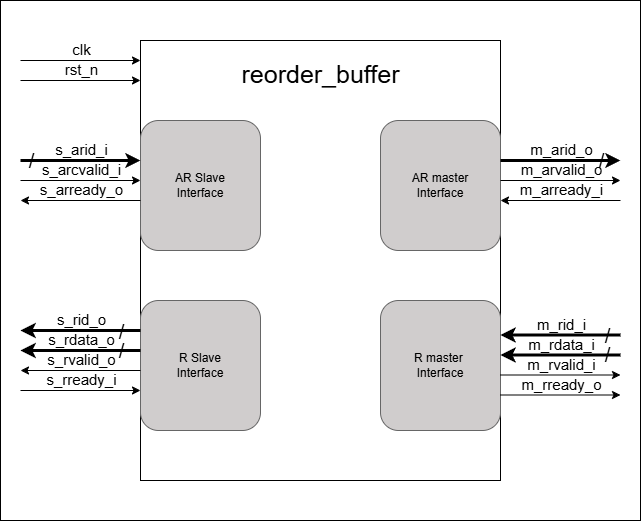 clk
rst_n
reorder_buffer
s_arid_i
s_arcvalid_i
s_arready_o
AR Slave
Interface
AR master
Interface
m_arid_o
m_arvalid_o
m_arready_i
s_rid_o
s_rdata_o
s_rvalid_o
s_rready_i
R Slave
Interface
R master
Interface
m_rid_i
m_rdata_i
m_rvalid_i
m_rready_o